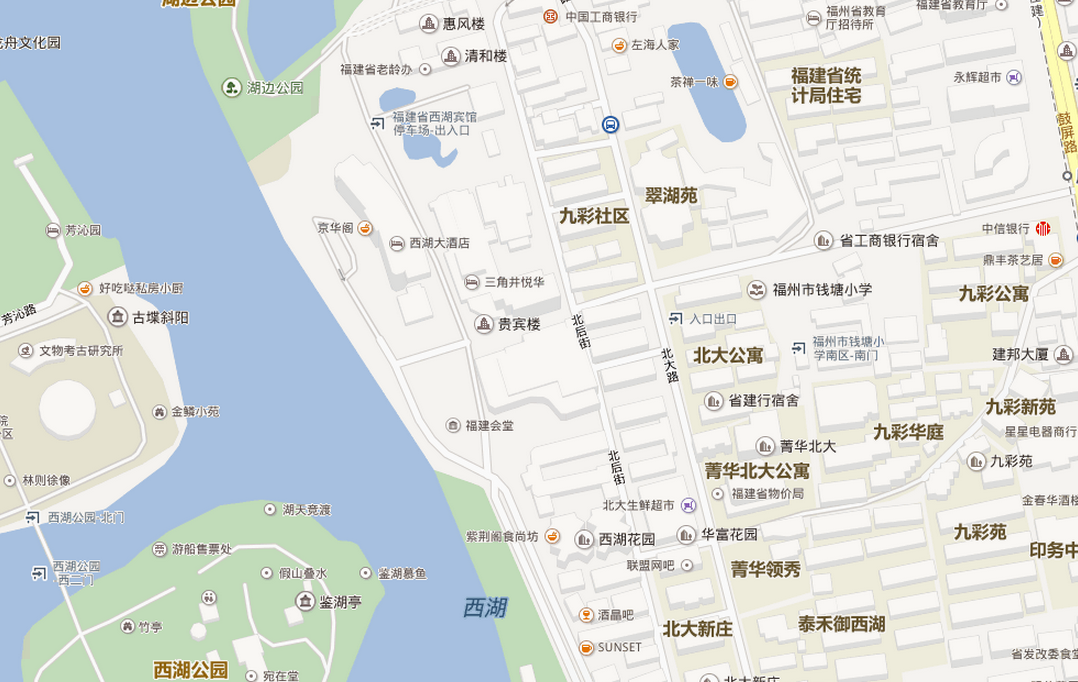 湖边公园
龙舟文化园
惠风楼
清和楼
福建省老龄办
湖边公园
中国工商银行
左海人家
茶禅一味
福州省教育
厅招待所
福建省教育厅
福建省统
计局住宅
永辉超市
鼓屏路
福建省西湖宾馆
停车场-出入口
九彩社区
翠湖苑
京华阁
西湖大酒店
省工商银行宿舍
中信银行
鼎丰茶艺居
芳沁园
好吃哒私房小厨
三角井悦华
福州市钱塘小学
九彩公寓
芳沁路
古堞斜阳
贵宾楼
北后街
入口出口
文物考古研究所
北大路
北大公寓
福州市钱塘小
学南区-南门
建邦大厦
金鳞小苑
福建会堂
省建行宿舍
九彩新苑
院
区
菁华北大
九彩华庭
星星电器商行
林则徐像
北后街
菁华北大公寓
九彩苑
西湖公园-北门
湖天竞渡
北大生鲜超市
福建省物价局
金春华酒楼
游船售票处
紫荆阁食尚坊
西湖花园
华富花园
九彩苑
印务中
西湖公园
西二门
假山叠水
鉴湖慕鱼
联盟网吧
菁华领秀
鉴湖亭
西湖
竹亭
酒晶吧
北大新庄
泰禾御西湖
西湖公园
宛在堂
SUNSET
省发改委食堂
北大新庄